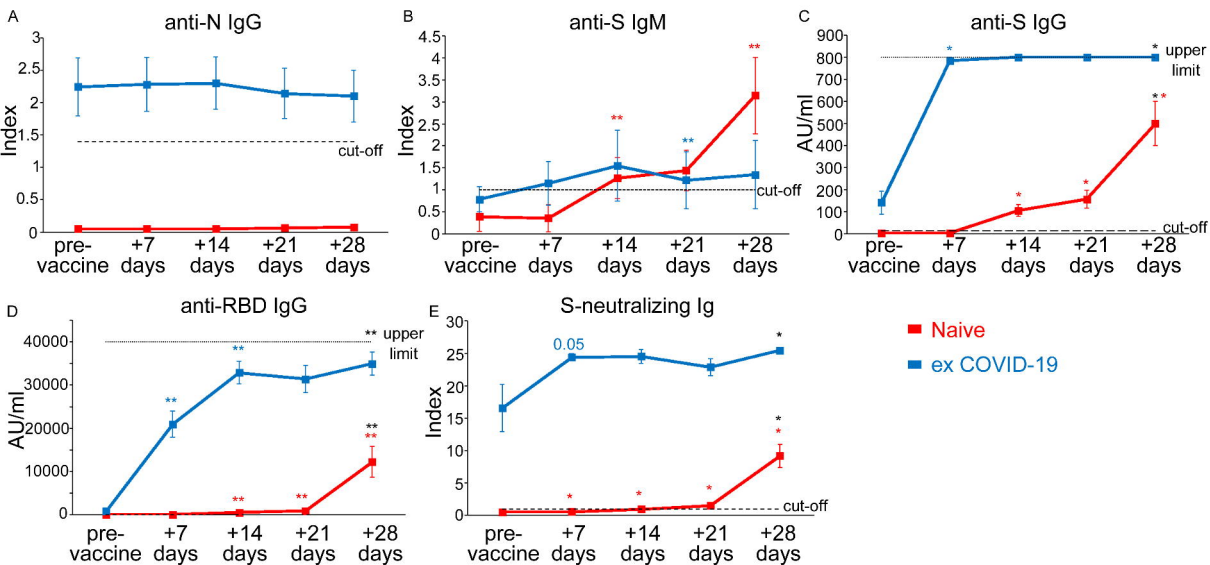 A
anti-N IgG
3
2.5
2
1.5
1
0.5
0
Index
cut-off
pre-
vaccine
+7
days
+14
days
+21
days
+28
days
B
anti-S IgM
4.5
4
3.5
3
2.5
2
1.5
1
0.5
0
Index
**
**
**
cut-off
pre-
vaccine
+7
days
+14
days
+21
days
+28
days
C
anti-S IgG
900
800
700
600
500
400
300
200
100
0
AU/ml
*
*
upper
limit
* *
*
*
cut-off
pre-
vaccine
+7
days
+14
days
+21
days
+28
days
D
anti-RBD IgG
40000
30000
20000
10000
0
AU/ml
** upper
limit
**
**
**
**
**
**
pre-
vaccine
+7
days
+14
days
+21
days
+28
days
E
S-neutralizing Ig
30
25
20
15
10
5
0
Index
0.05
*
*
*
*
*
*
cut-off
pre-
vaccine
+7
days
+14
days
+21
days
+28
days
Naive
ex COVID-19